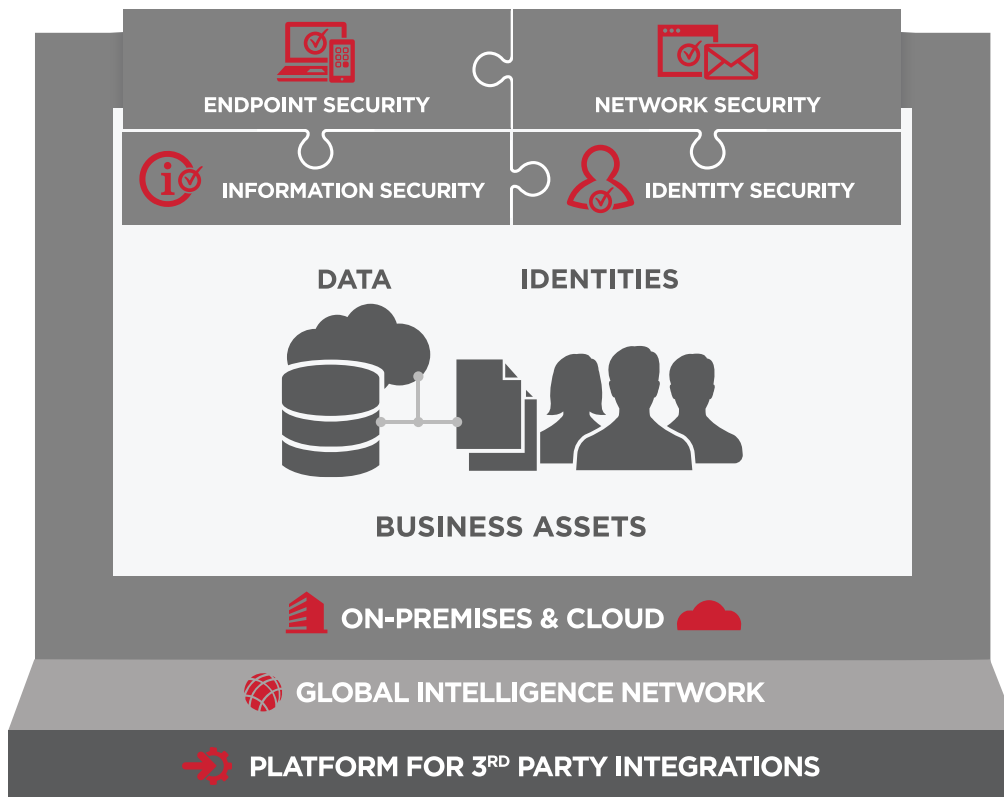 ENDPOINT SECURITY
NETWORK SECURITY
INFORMATION SECURITY
IDENTITY SECURITY
DATA
IDENTITIES
BUSINESS ASSETS
ON-PREMISES & CLOUD
GLOBAL INTELLIGENCE NETWORK
PLATFORM FOR 3RD PARTY INTEGRATIONS